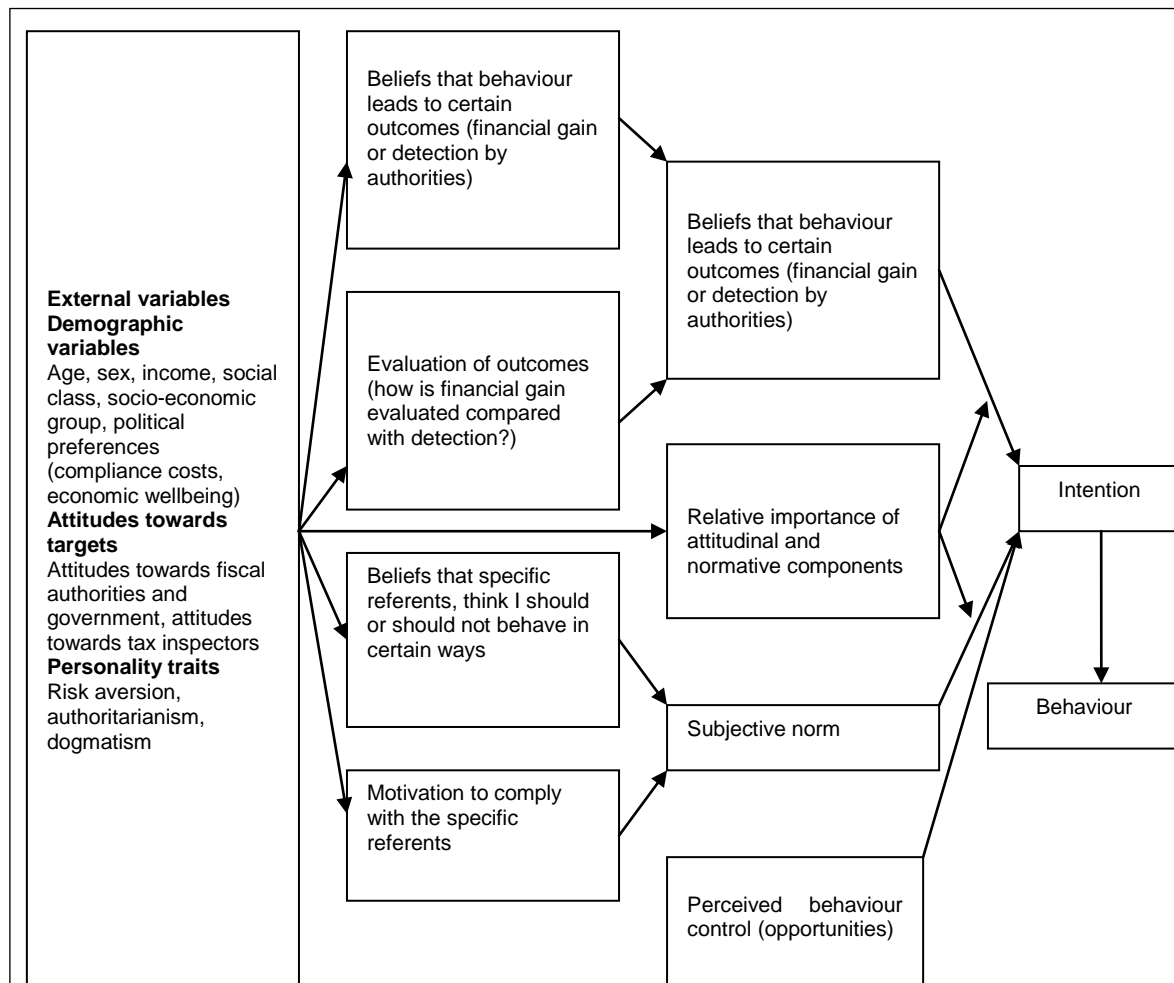 External variables
Demographic
variables
Age, sex, income, social
class, socio-economic
group, political
preferences
(compliance costs,
economic wellbeing)
Attitudes towards
targets
Attitudes towards fiscal
authorities and
government, attitudes
towards tax inspectors
Personality traits
Risk aversion,
authoritarianism,
dogmatism
Beliefs that behaviour
leads to certain
outcomes (financial gain
or detection by
authorities)
Evaluation of outcomes
(how is financial gain
evaluated compared
with detection?)
Beliefs that specific
referents, think I should
or should not behave in
certain ways
Motivation to comply
with the specific
referents
Beliefs that behaviour
leads to certain
outcomes (financial gain
or detection by
authorities)
Relative importance of
attitudinal and
normative components
Subjective norm
Perceived behaviour
control (opportunities)
Intention
Behaviour